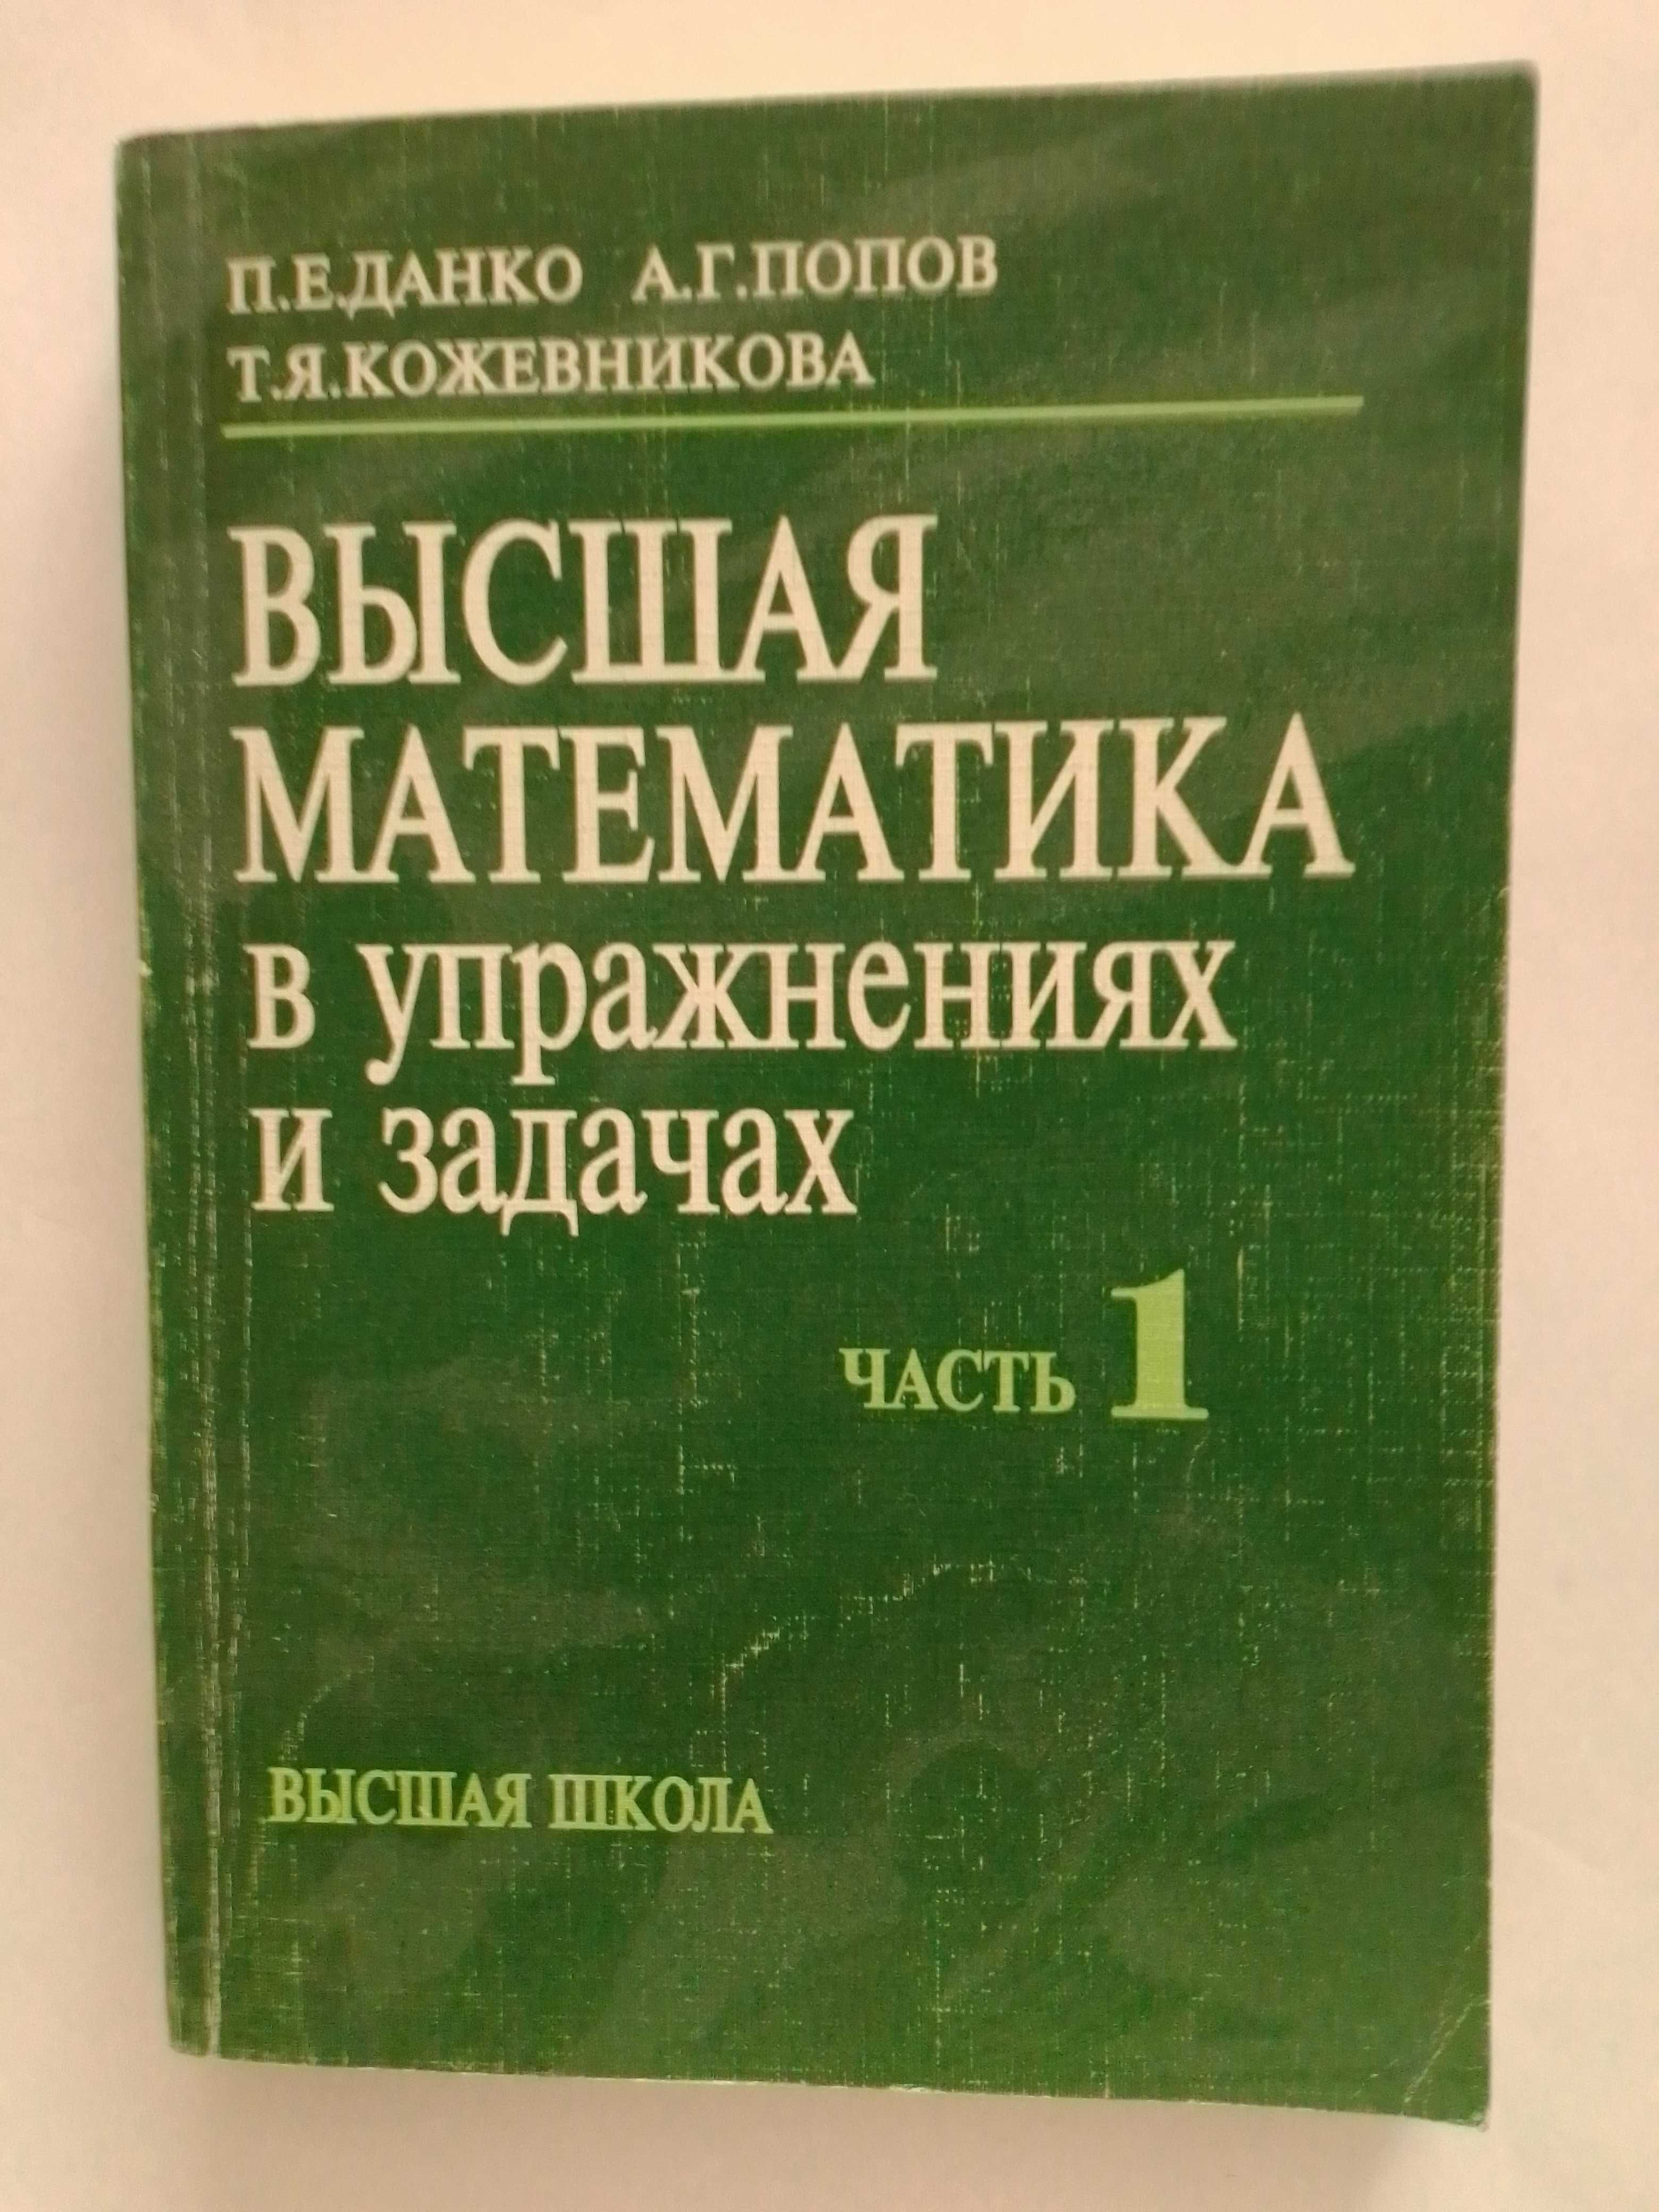 П.Е.ДАНКО А.Г.ПОПОВ
Т.Я.КОЖЕВНИКОВА
ВЫСШАЯ
МАТЕМАТИКА
в упражнениях
и задачах
ЧАСТЬ 1
ВЫСШАЯ ШКОЛА